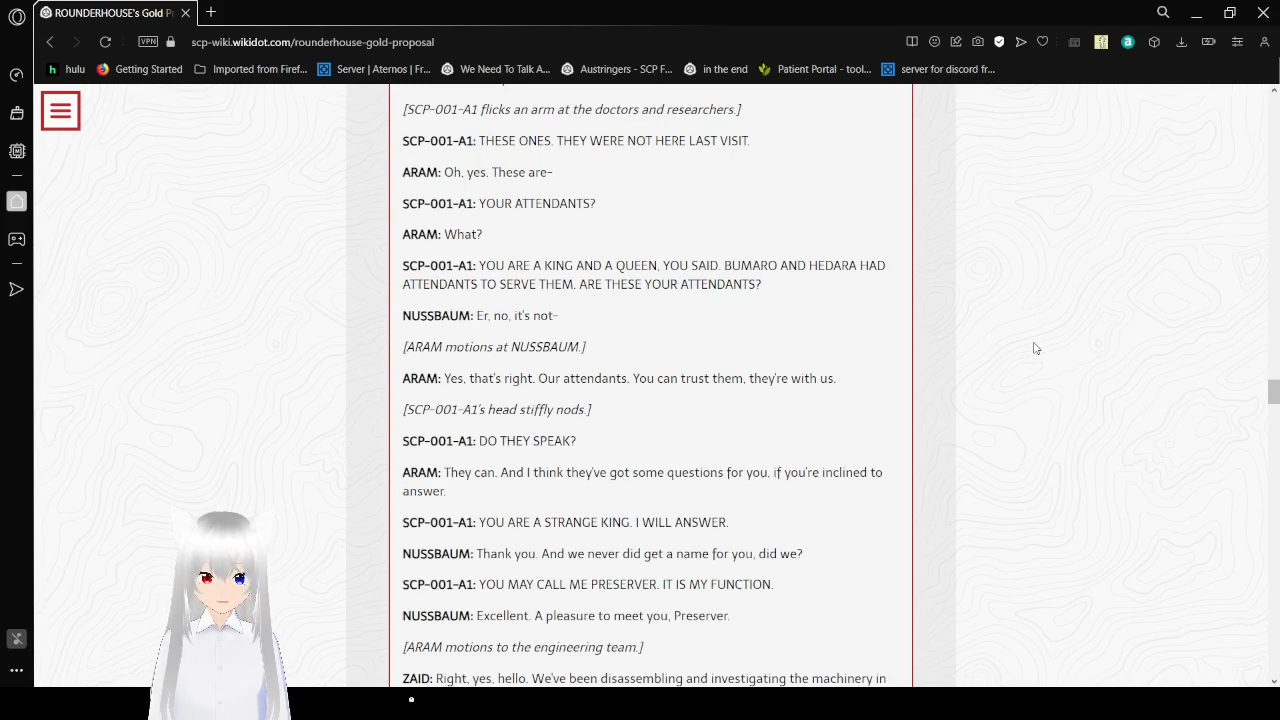 ROUNDERHOUSE's Gold P
scp-wiki.wikidot.com/rounderhouse-gold-proposal
VPN
hulu
Getting Started
Imported from Firef...
Server | Aternos | Fr...
We Need To Talk A...
Austringers - SCP F...
in the end
Patient Portal - tool...
server for discord fr...
[SCP-001-A1 flicks an arm at the doctors and researchers.]
SCP-001-A1: THESE ONES. THEY WERE NOT HERE LAST VISIT.
ARAM: Oh, yes. These are-
SCP-001-A1: YOUR ATTENDANTS?
ARAM: What?
SCP-001-A1: YOU ARE A KING AND A QUEEN, YOU SAID. BUMARO AND HEDARA HAD
ATTENDANTS TO SERVE THEM. ARE THESE YOUR ATTENDANTS?
NUSSBAUM: Er, no, it's not-
[ARAM motions at NUSSBAUM.]
ARAM: Yes, that's right. Our attendants. You can trust them, they're with us.
[SCP-001-A1's head stiffly nods.]
SCP-001-A1: DO THEY SPEAK?
ARAM: They can. And I think they've got some questions for you, if you're inclined to
answer.
SCP-001-A1: YOU ARE A STRANGE KING. I WILL ANSWER.
NUSSBAUM: Thank you. And we never did get a name for you, did we?
SCP-001-A1: YOU MAY CALL ME PRESERVER. IT IS MY FUNCTION.
NUSSBAUM: Excellent. A pleasure to meet you, Preserver.
[ARAM motions to the engineering team.]
ZAID: Right, yes, hello. We've been disassembling and investigating the machinery in